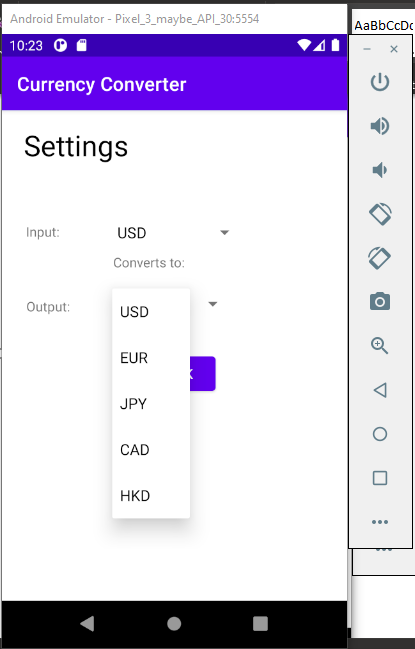 Android Emulator - Pixel_3_maybe_API_30:5554
AaBbCcDc
10:23
Currency Converter
Settings
Input:
USD
Converts to:
Output:
USD
EUR
JPY
CAD
HKD